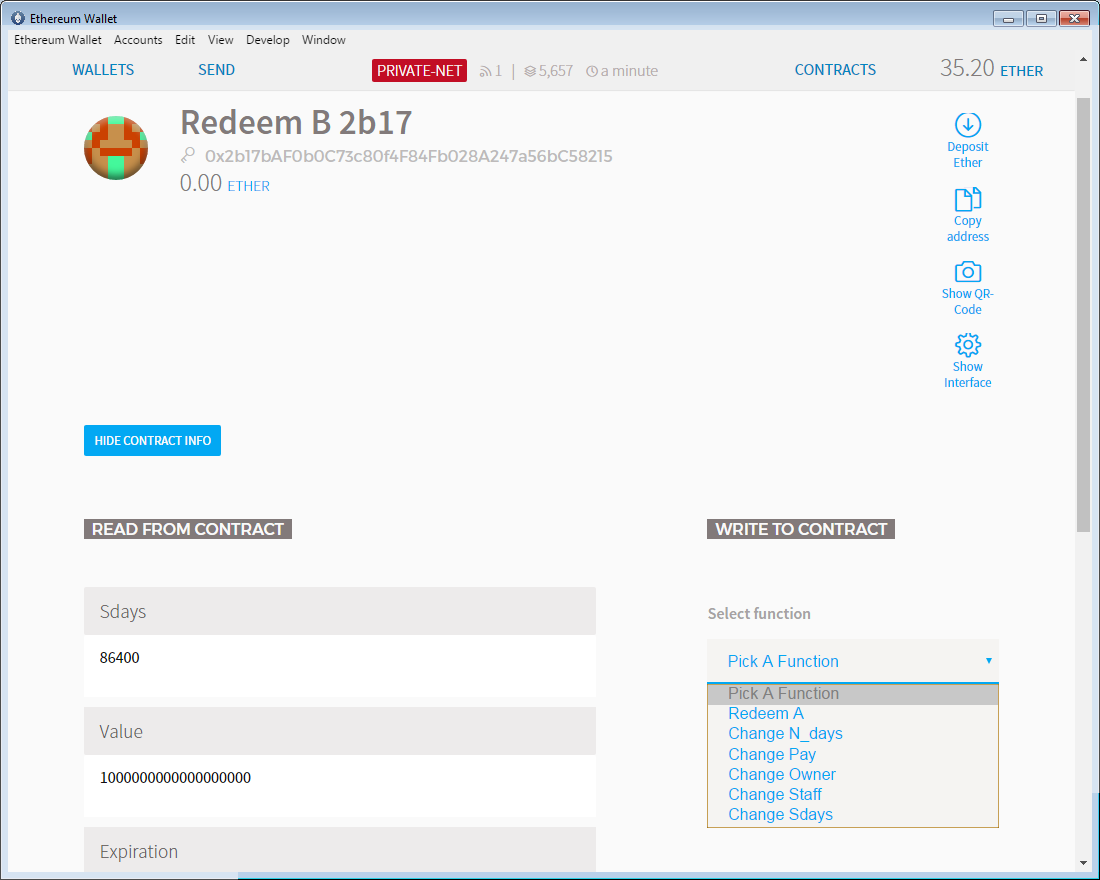 Ethereum Wallet
Ethereum Wallet Accounts Edit View Develop Window
WALLETS SEND PRIVATE-NET 1 | 5,657 a minute CONTRACTS 35.20 ETHER
Redeem B 2b17
0x2b17bAF0b0C73c80f4F84Fb028A247a56bC58215
0.00 ETHER
Deposit
Ether
Copy
address
Show QR-
Code
Show
Interface
HIDE CONTRACT INFO
READ FROM CONTRACT
Sdays
86400
Value
1000000000000000000
Expiration
WRITE TO CONTRACT
Select function
Pick A Function
Pick A Function
Redeem A
Change N_days
Change Pay
Change Owner
Change Staff
Change Sdays